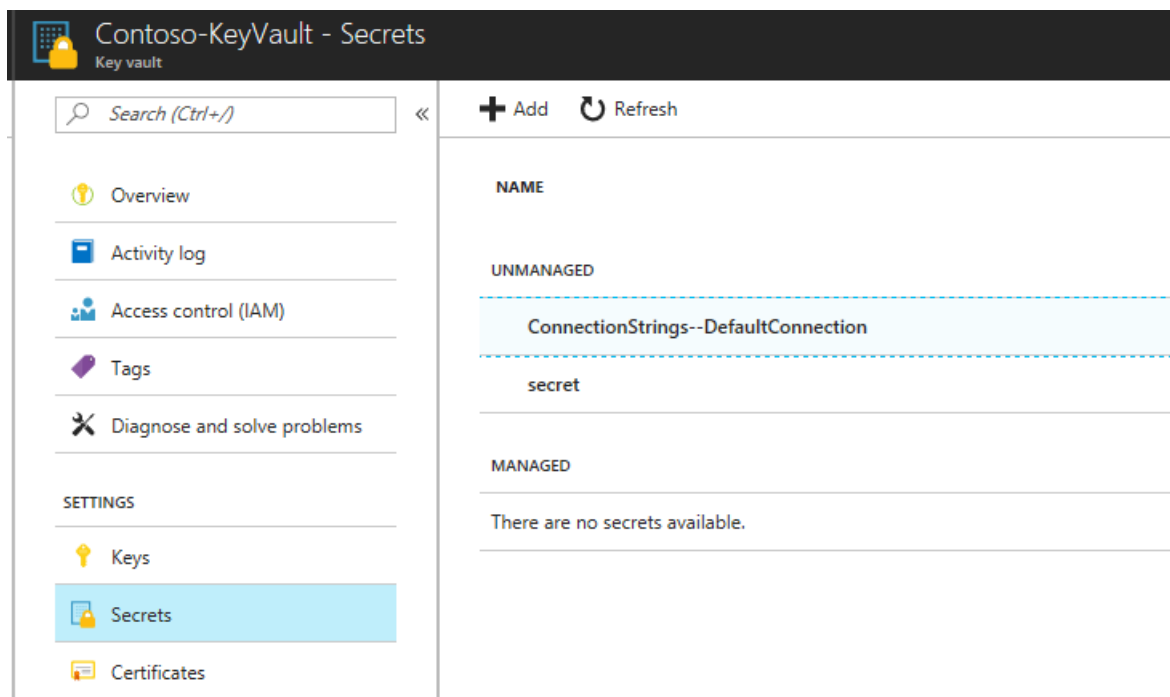 Contoso-KeyVault - Secrets
Key vault
Search (Ctrl+/)
«
Overview
Activity log
Access control (IAM)
Tags
Diagnose and solve problems
SETTINGS
Keys
Secrets
Certificates
Add Refresh
NAME
UNMANAGED
ConnectionStrings--DefaultConnection
secret
MANAGED
There are no secrets available.